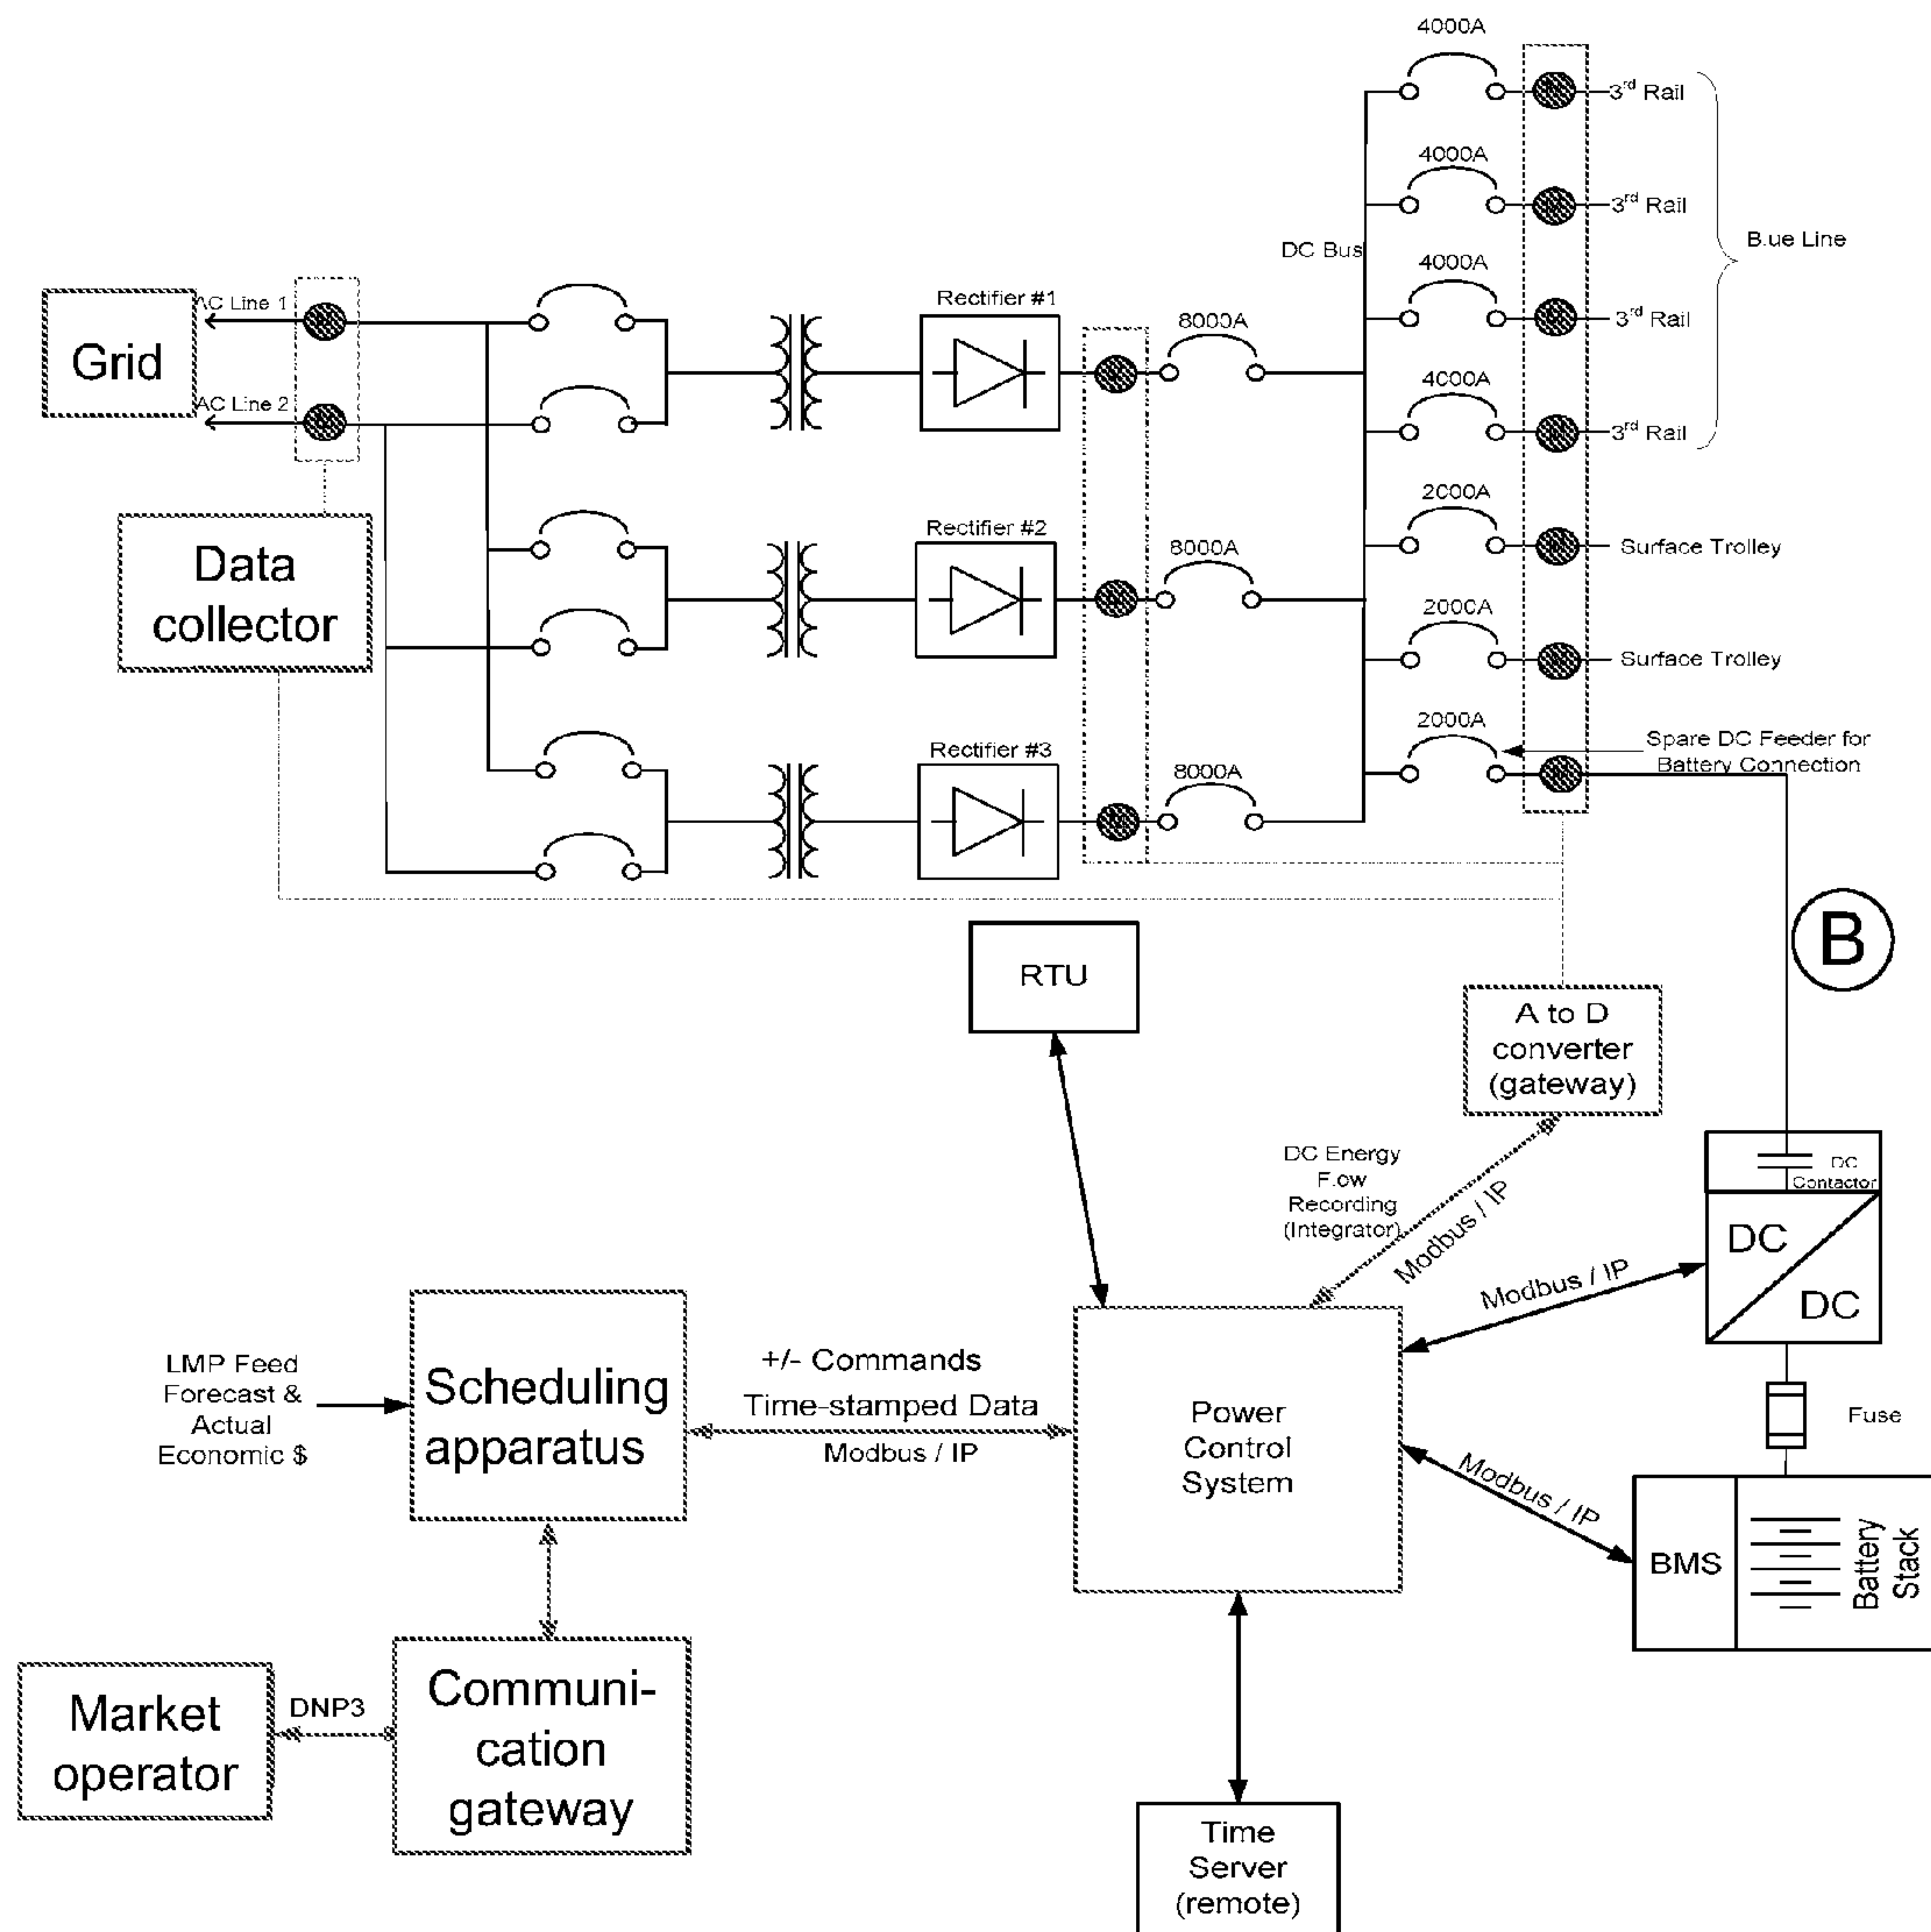 4000A
3rd Rail
4000A
3rd Rail
B.ue Line
DC Bus
4000A
3rd Rail
4000A
3rd Rail
2000A
Surface Trolley
2000A
Surface Trolley
2000A
Spare DC Feeder for
Battery Connection
Grid
AC Line 1
AC Line 2
Rectifier #1
8000A
Data
collector
Rectifier #2
8000A
Rectifier #3
8000A
B
RTU
A to D
converter
(gateway)
DC Energy
F.ow
Recording
(Integrator)
Modbus / IP
DC
Contactor
DC
DC
Modbus / IP
LMP Feed
Forecast &
Actual
Economic $
Scheduling
apparatus
+/- Commands
Time-stamped Data
Modbus / IP
Power
Control
System
Fuse
Modbus / IP
BMS
Battery
Stack
Market
operator
DNP3
Communi-
cation
gateway
Time
Server
(remote)